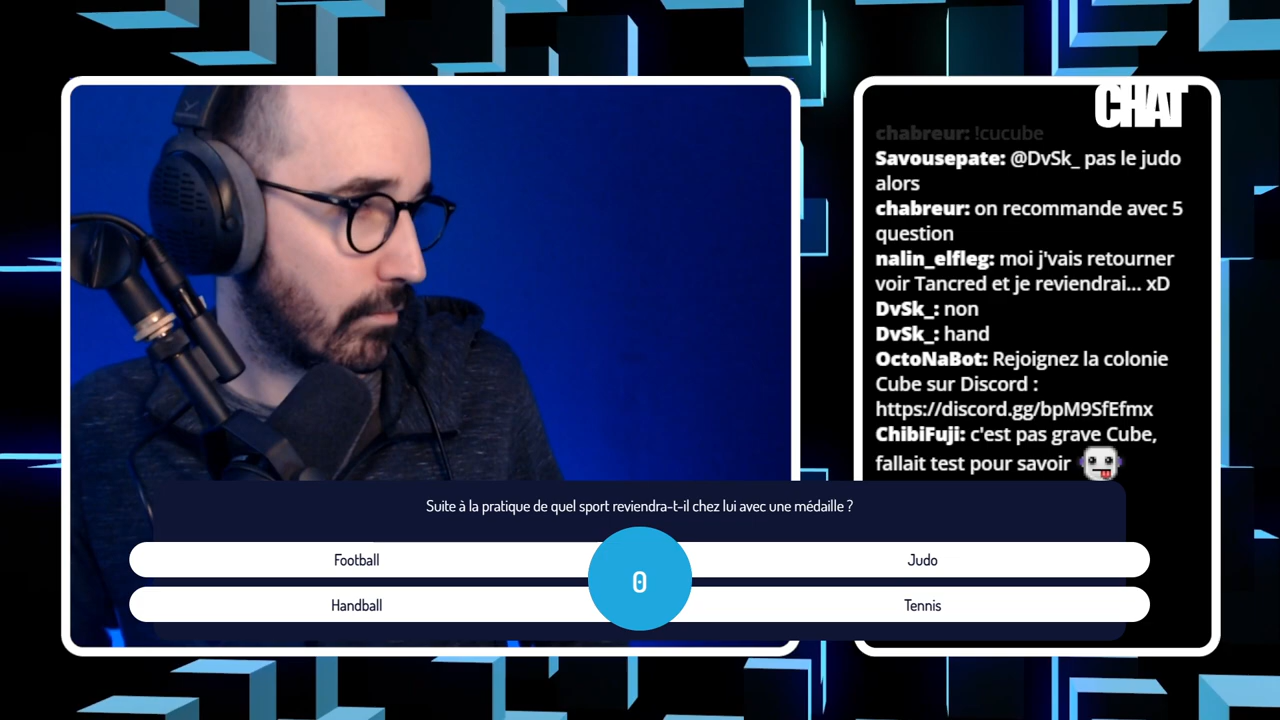 CHAT
chabreur: !cucube
Savousepate: @DvSk_ pas le judo
alors
chabreur: on recommande avec 5
question
nalin_elfleg: moi j'vais retourner
voir Tancred et je reviendrai... xD
DvSk_: non
DvSk_: hand
OctoNaBot: Rejoignez la colonie
Cube sur Discord :
https://discord.gg/bpM9SfEfmx
ChibiFuji: c'est pas grave Cube,
fallait test pour savoir
Suite à la pratique de quel sport reviendra-t-il chez lui avec une médaille ?
Football
Judo
0
Handball
Tennis